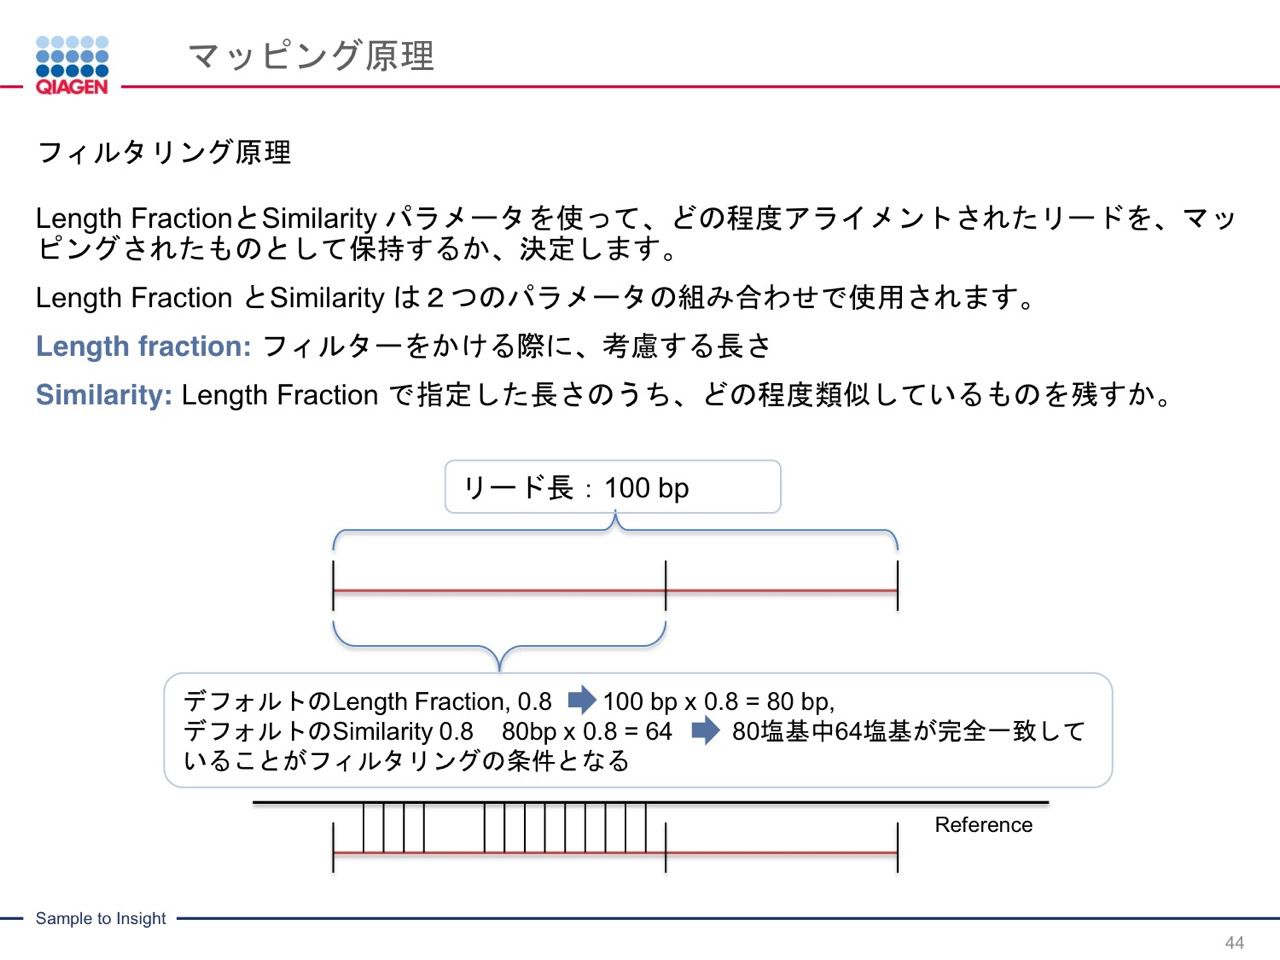 QIAGEN
マッピング原理
フィルタリング原理
Length FractionとSimilarity パラメータを使って、どの程度アライメントされたリードを、マッ
ピングされたものとして保持するか、決定します。
Length Fraction とSimilarity は２つのパラメータの組み合わせで使用されます。
Length fraction: フィルターをかける際に、考慮する長さ
Similarity: Length Fraction で指定した長さのうち、どの程度類似しているものを残すか。
リード長：100 bp
デフォルトのLength Fraction, 0.8 100 bp x 0.8 = 80 bp,
デフォルトのSimilarity 0.8 80bp x 0.8 = 64 80塩基中64塩基が完全一致して
いることがフィルタリングの条件となる
Reference
Sample to Insight
44